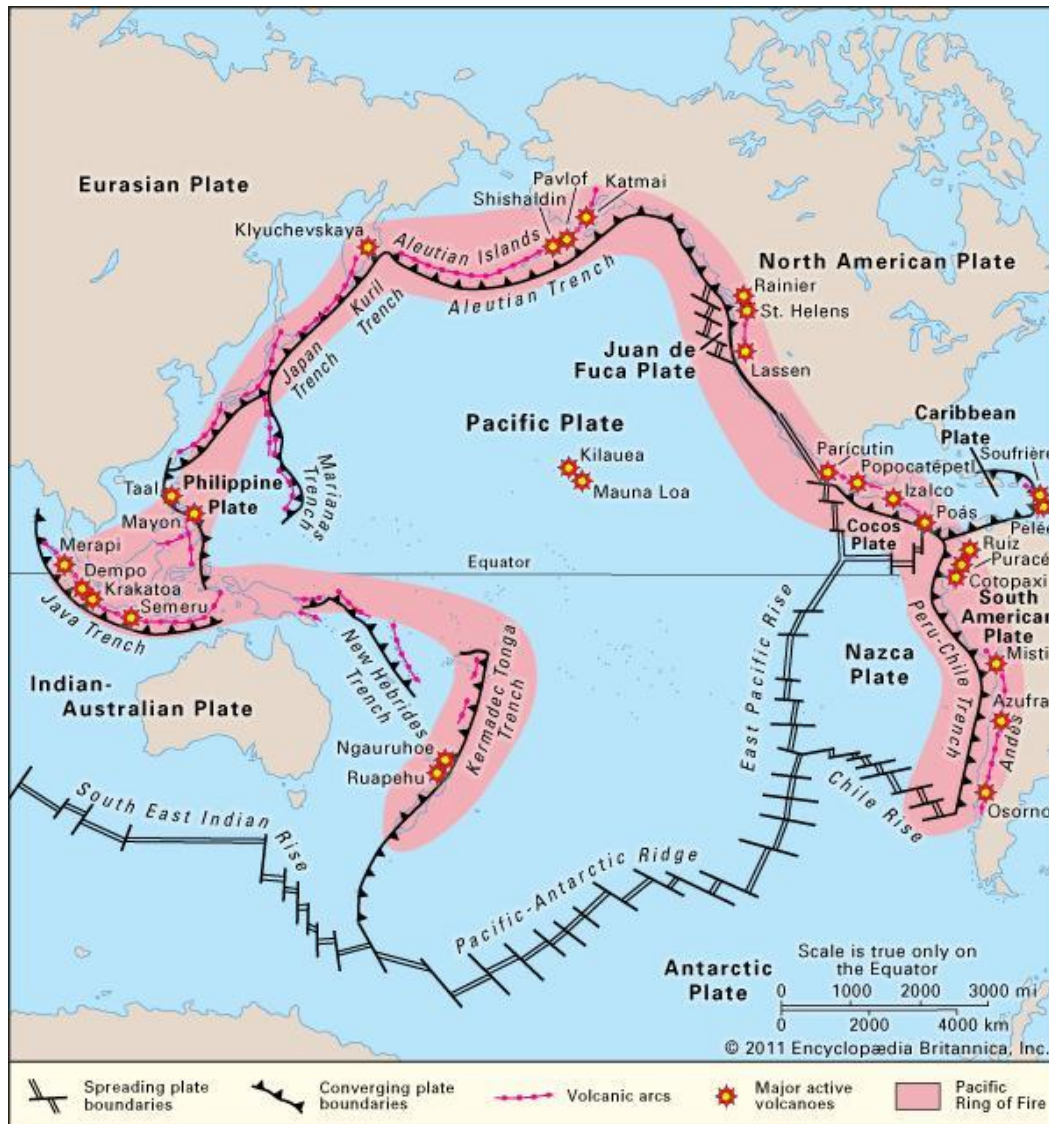 Eurasian Plate
Pavlof
Katmai
Shishaldin
Klyuchevskaya
Aleutian Islands
Aleutian Trench
Kuril
Trench
Japan
Trench
North American Plate
Rainier
St. Helens
Juan de
Fuca Plate
Lassen
Pacific Plate
Kilauea
Mauna Loa
Caribbean
Plate
Soufrière
Parícutin
Popocatépetl
Izalco
Poás
Pelée
Cocos
Plate
Ruiz
Puracé
Cotopaxi
Taal
Philippine
Plate
Mayon
Marianas
Trench
Merapi
Dempo
Krakatoa
Semeru
Java Trench
Equator
South
American
Plate
Misti
Nazca
Plate
Peru-Chile Trench
Azufral
Andes
Osorno
Indian-
Australian Plate
New Hebrides
Trench
Kermadec Tonga
Trench
Ngauruhoe
Ruapehu
East Pacific Rise
Chile Rise
South East Indian
Rise
Pacific-Antarctic Ridge
Antarctic
Plate
Scale is true only on
the Equator
0 1000 2000 3000 mi
0 2000 4000 km
© 2011 Encyclopædia Britannica, Inc.
Spreading plate
boundaries
Converging plate
boundaries
Volcanic arcs
Major active
volcanoes
Pacific
Ring of Fire